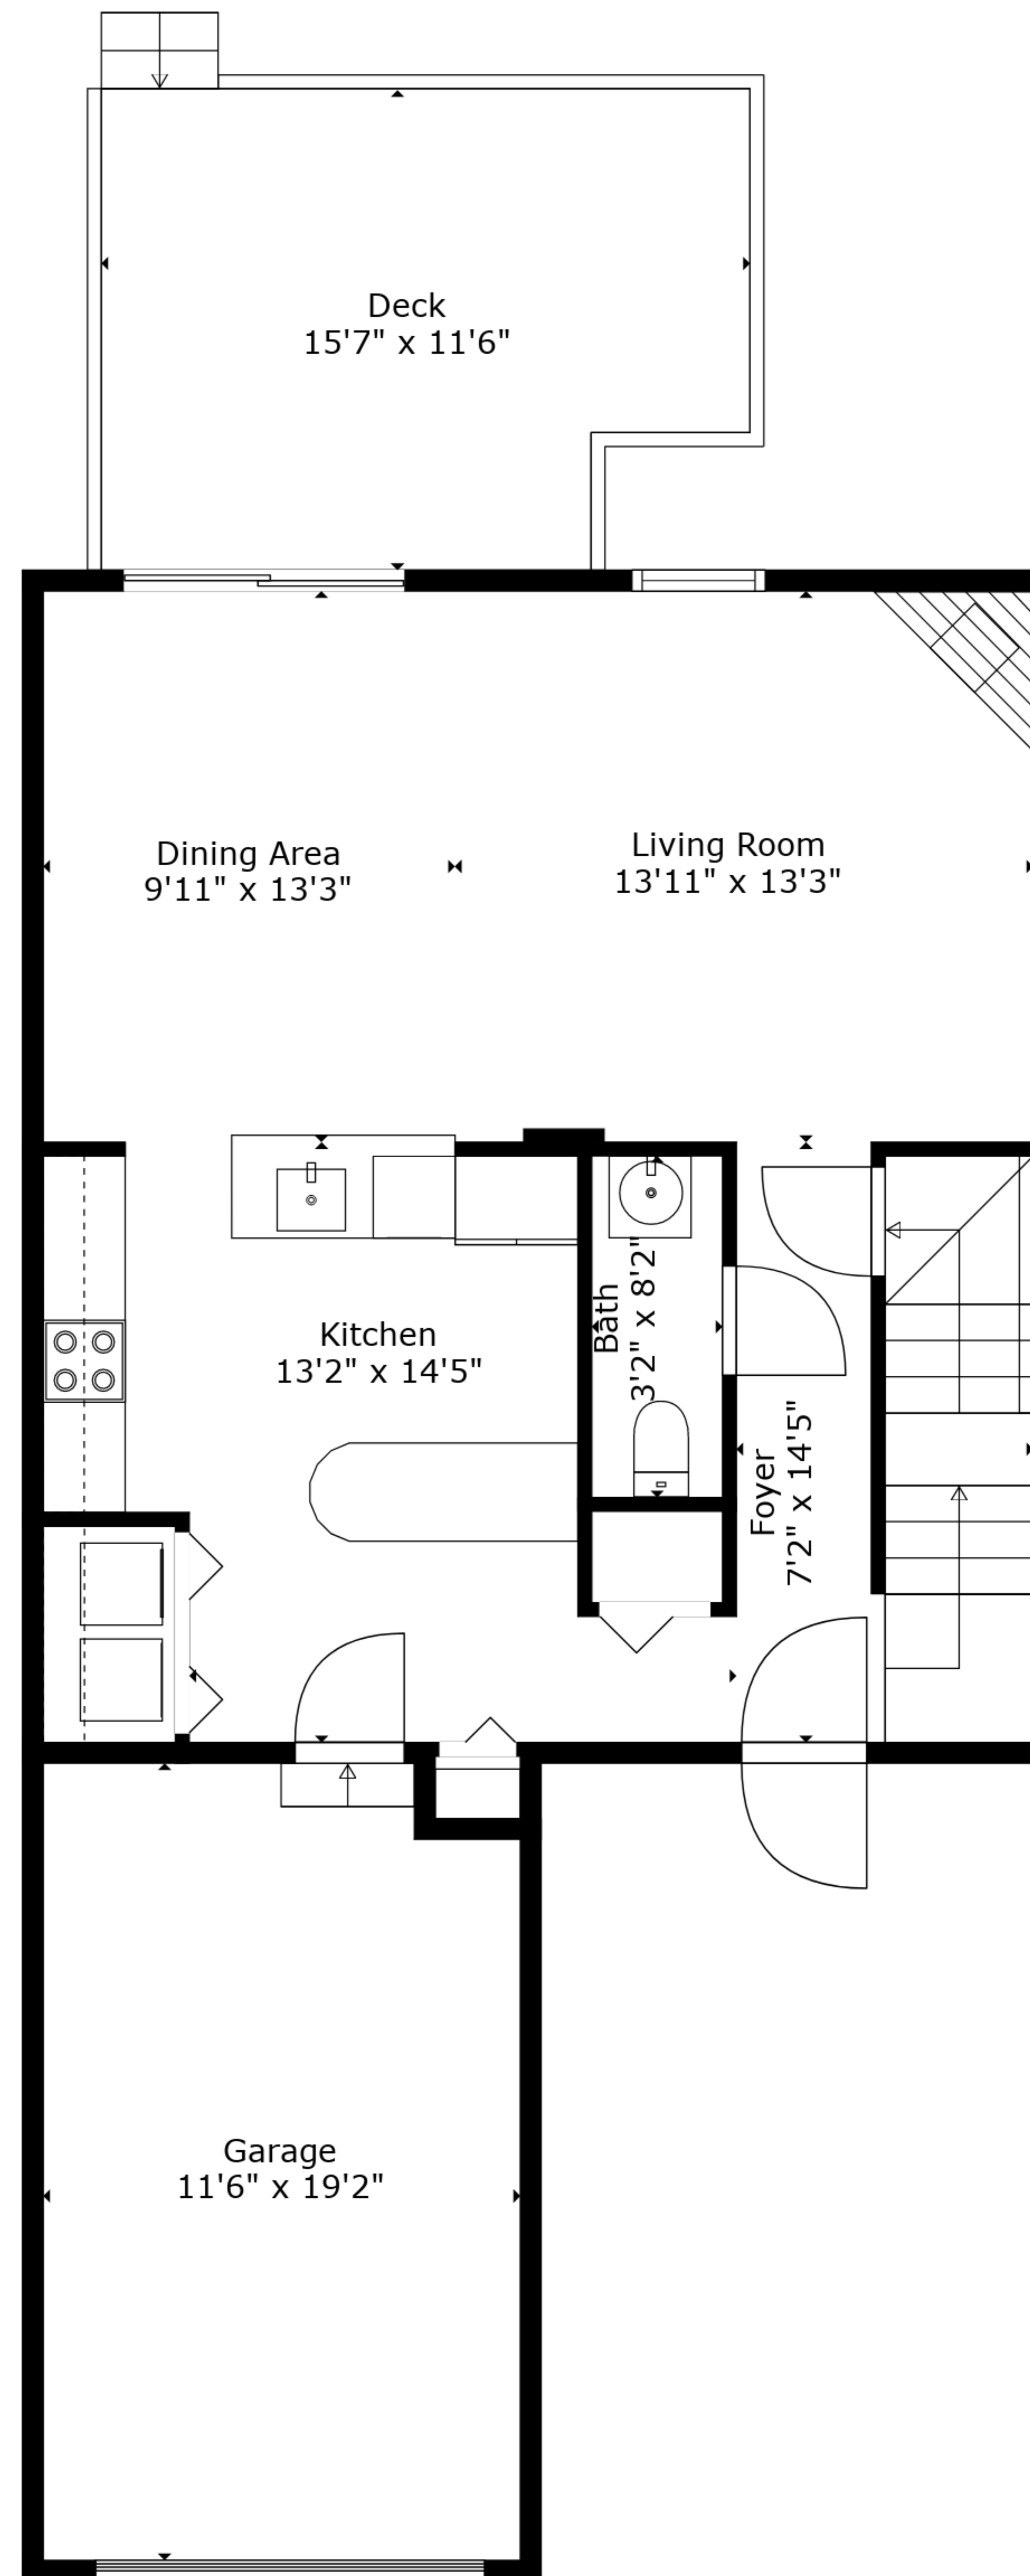 Deck
15'7" x 11'6"
Dining Area
9'11" x 13'3"
Living Room
13'11" x 13'3"
Kitchen
13'2" x 14'5"
Bath
3'2" x 8'2"
Foyer
7'2" x 14'5"
Garage
11'6" x 19'2"